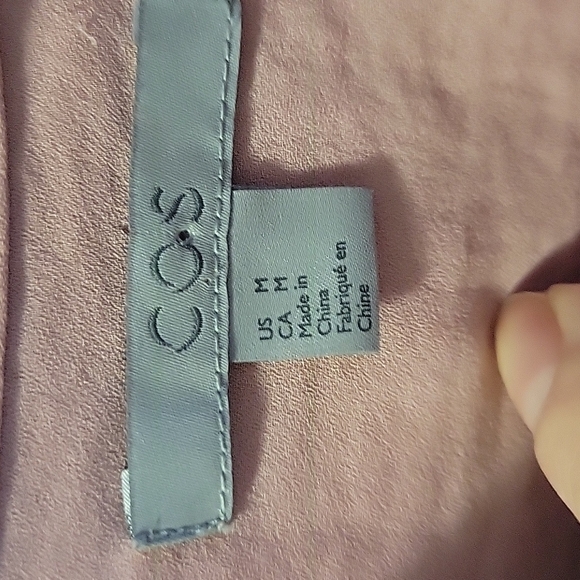 COS
US M
CA M
Made in
China
Fabriqué en
Chine